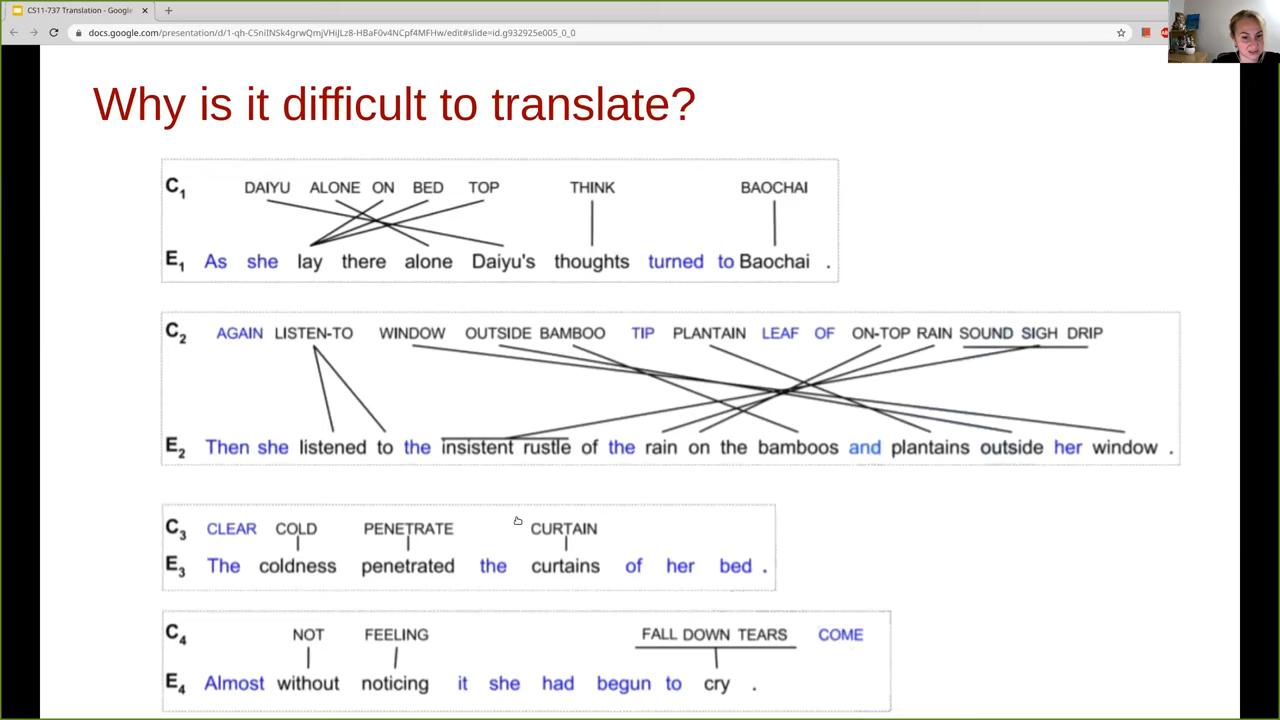 CS11-737 Translation - Google
docs.google.com/presentation/d/1-qh-C5niINSk4grwQmjVHiJLz8-HBaF0v4NCpf4MFHw/edit#slide=id.g932925e005_0_0
Why is it difficult to translate?
C1 DAIYU ALONE ON BED TOP THINK BAOCHAI
E1 As she lay there alone Daiyu's thoughts turned to Baochai .
C2 AGAIN LISTEN-TO WINDOW OUTSIDE BAMBOO TIP PLANTAIN LEAF OF ON-TOP RAIN SOUND SIGH DRIP
E2 Then she listened to the insistent rustle of the rain on the bamboos and plantains outside her window .
C3 CLEAR COLD PENETRATE CURTAIN
E3 The coldness penetrated the curtains of her bed .
C4 NOT FEELING FALL DOWN TEARS COME
E4 Almost without noticing it she had begun to cry .